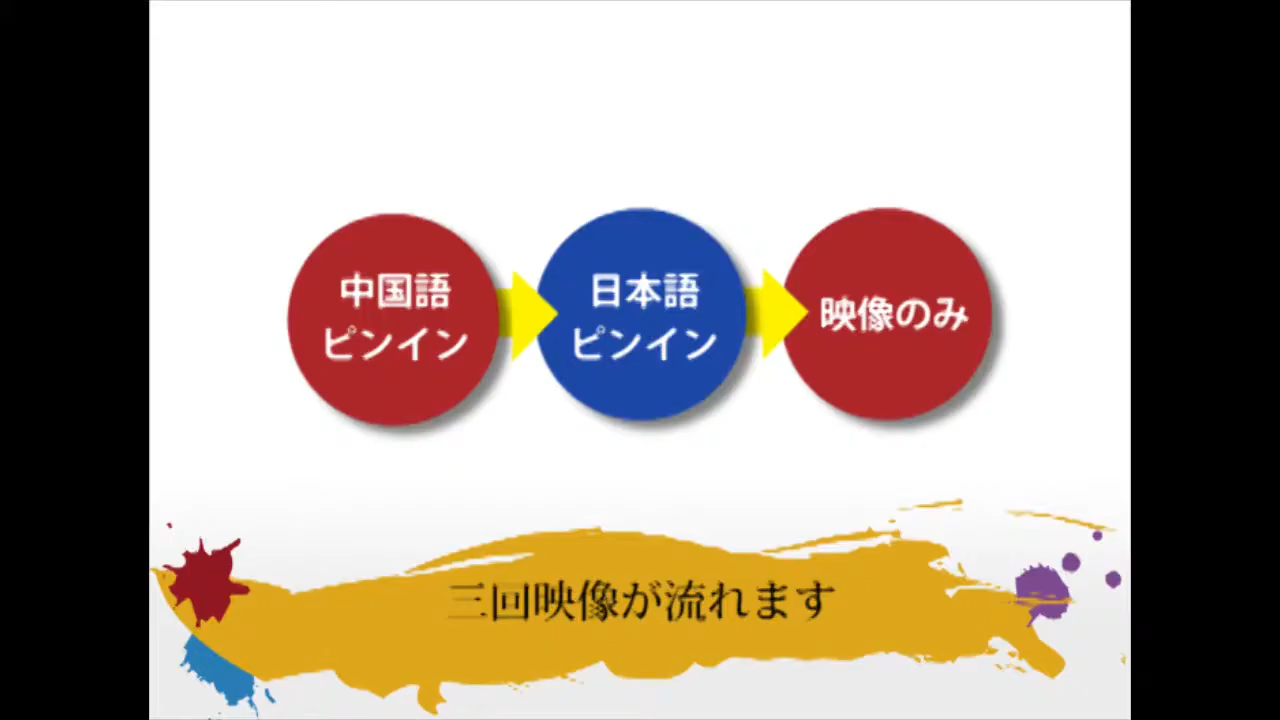 中国語
ピンイン
日本語
ピンイン
映像のみ
三回映像が流れます